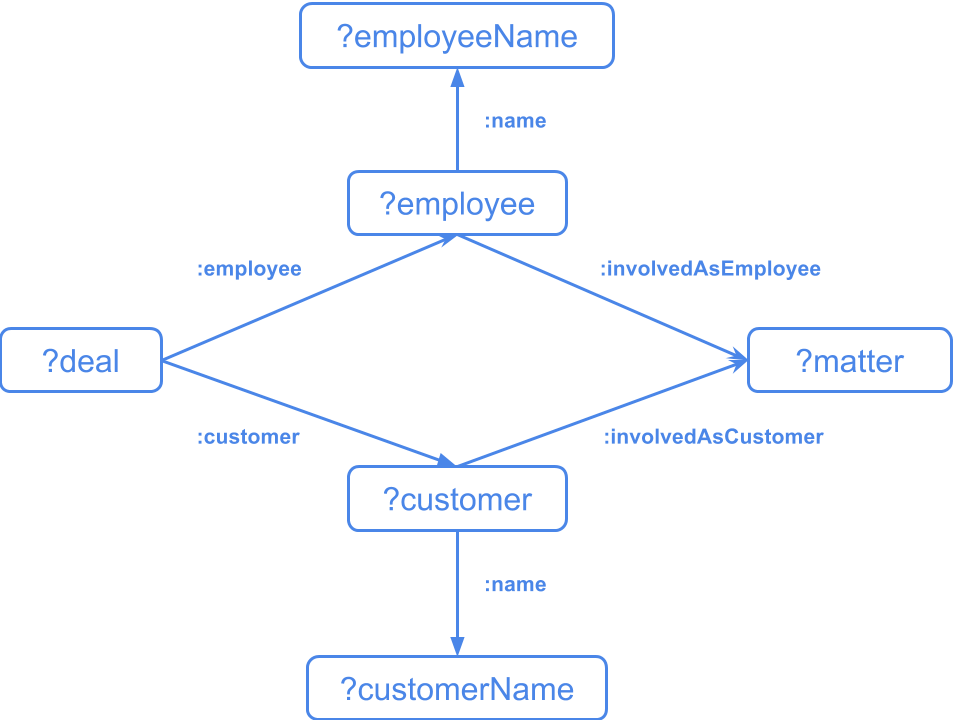 ?employeeName
:name
?employee
:employee
:involvedAsEmployee
?deal
?matter
:customer
:involvedAsCustomer
?customer
:name
?customerName